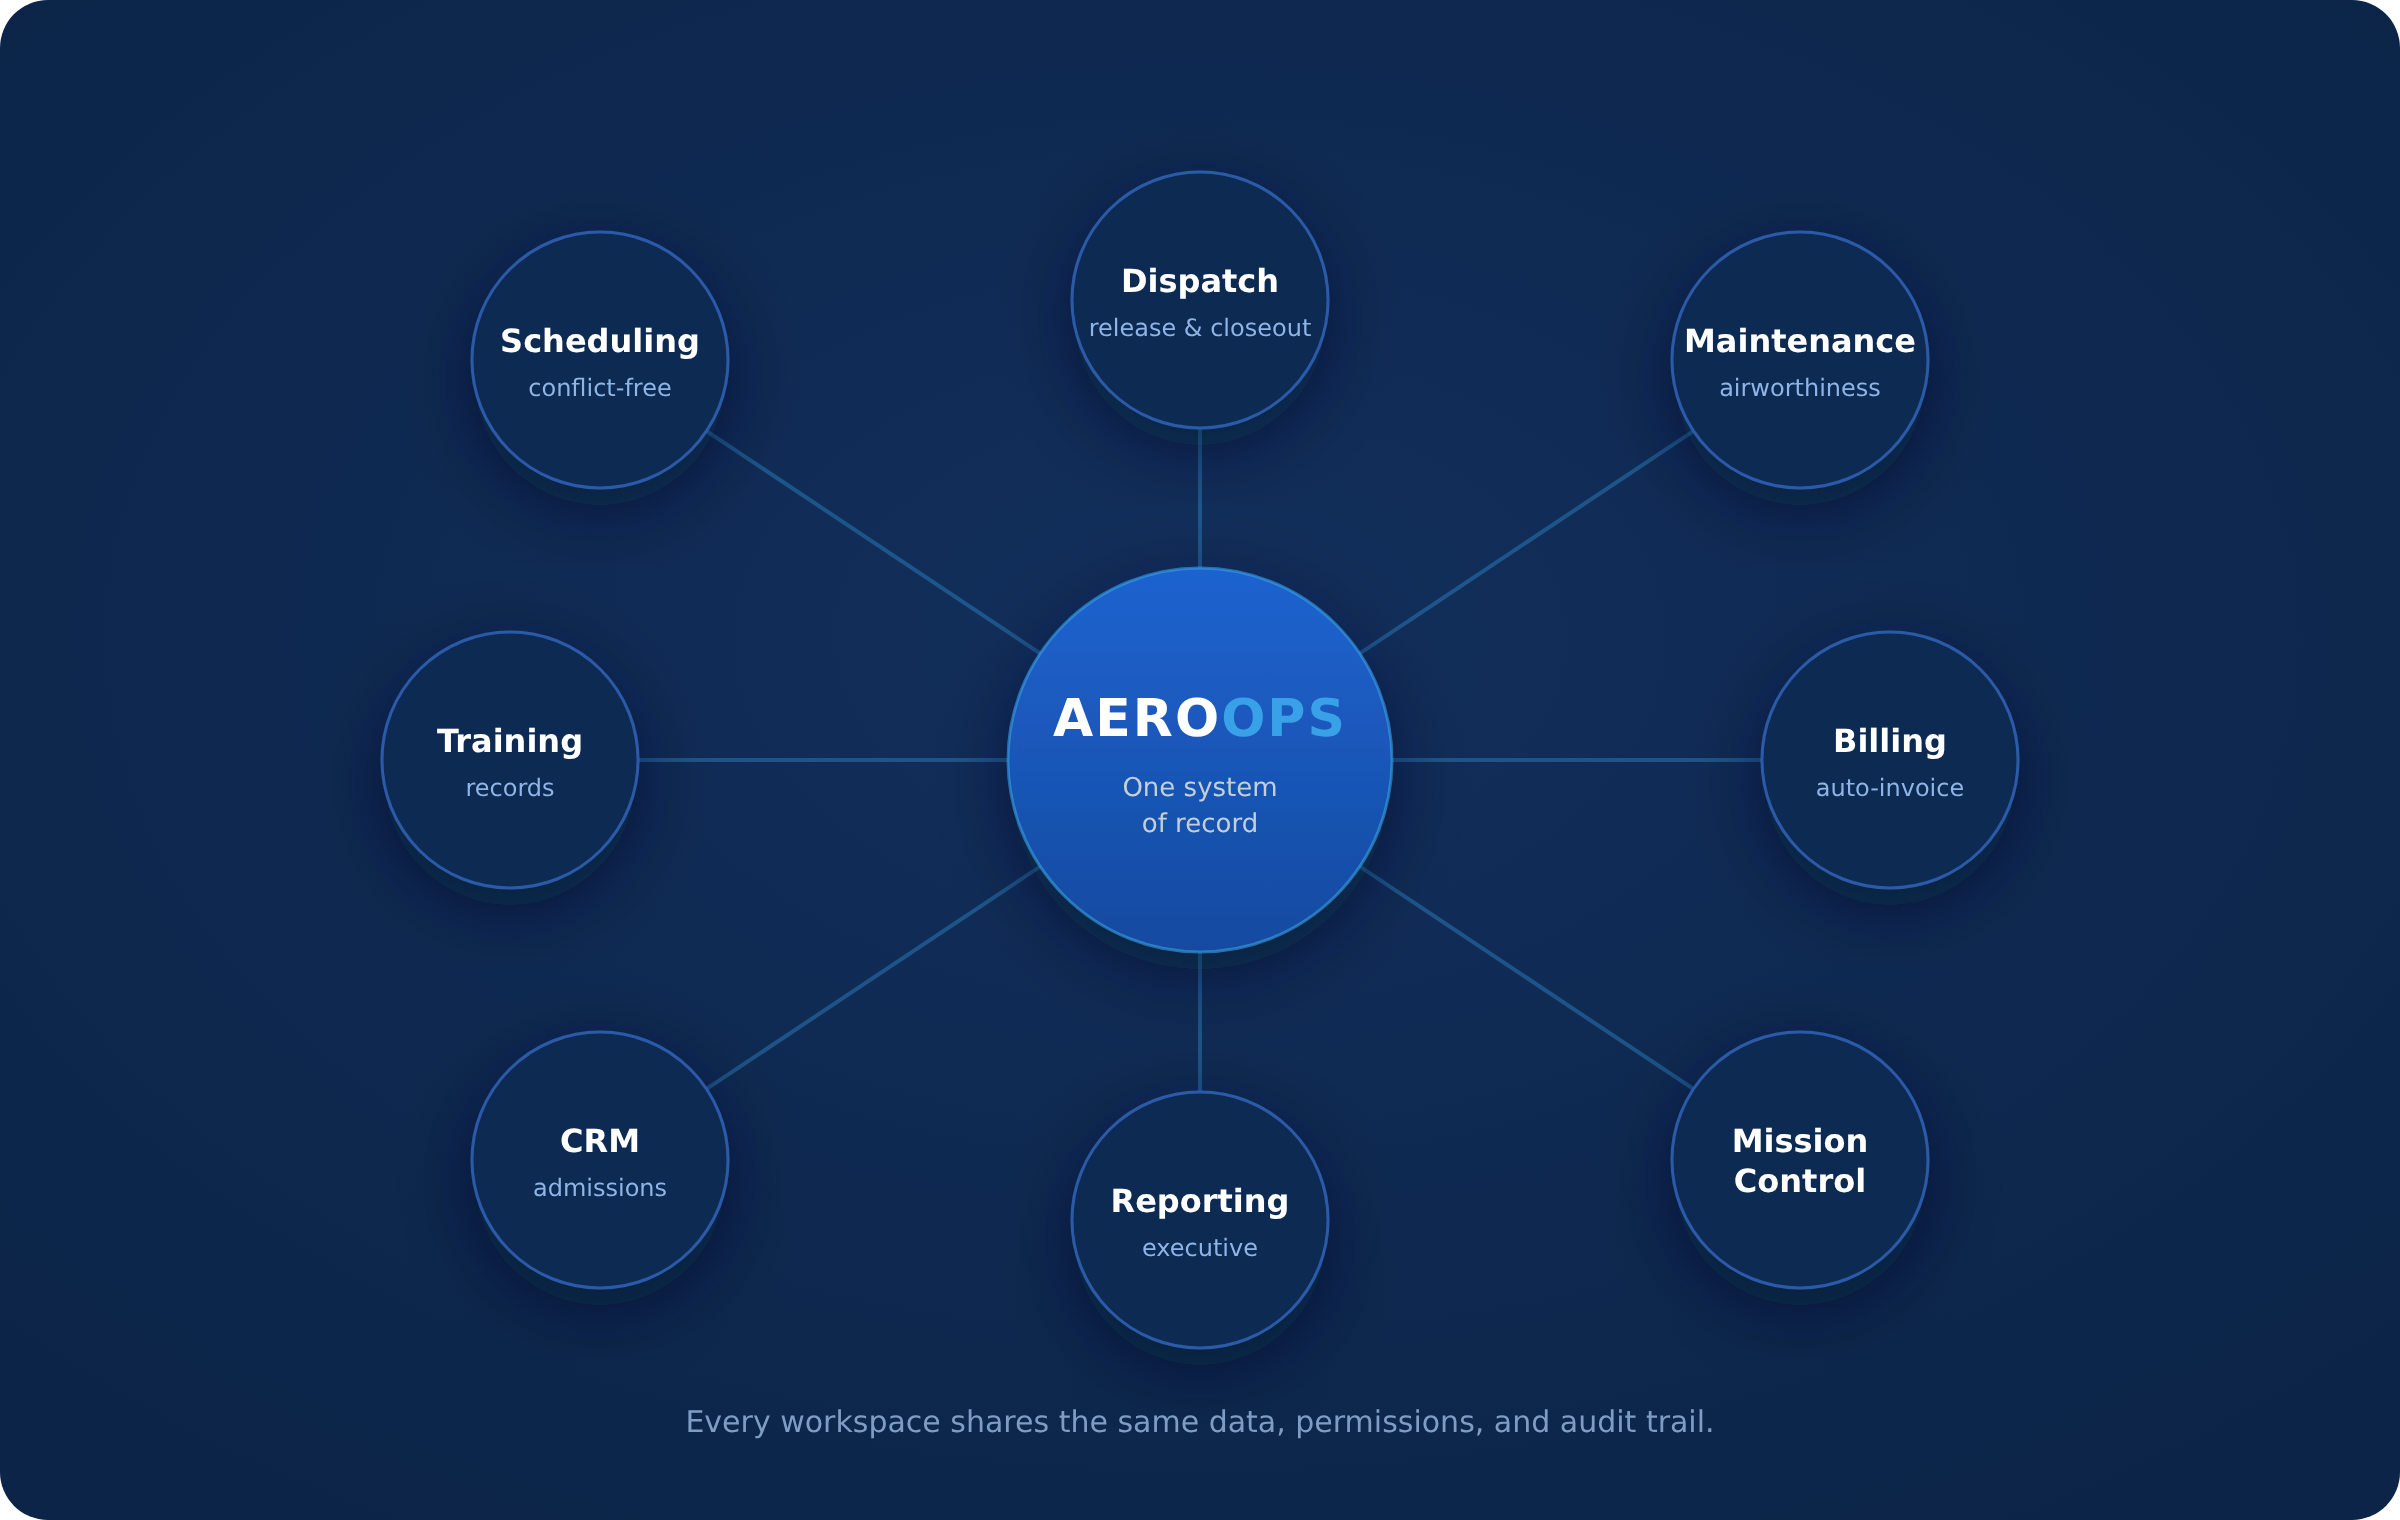 Dispatch
release & closeout
Scheduling
conflict-free
Maintenance
airworthiness
Training
records
AEROOPS
One system
of record
Billing
auto-invoice
CRM
admissions
Mission
Control
Reporting
executive
Every workspace shares the same data, permissions, and audit trail.